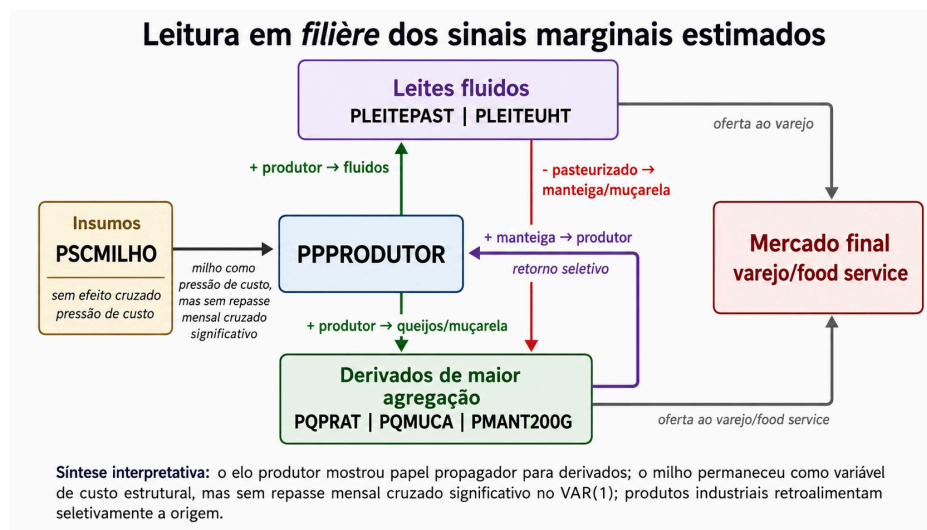 Leitura em filière dos sinais marginais estimados
Leites fluidos
PLEITEPAST | PLEITEUHT
oferta ao varejo
+ produtor → fluidos
- pasteurizado →
manteiga/muçarela
Insumos
PSCMILHO
sem efeito cruzado
pressão de custo
milho como
pressão de custo,
mas sem repasse
mensal cruzado
significativo
PPPRODUTOR
+ manteiga → produtor
retorno seletivo
Mercado final
varejo/food service
+ produtor → queijos/muçarela
Derivados de maior
agregação
PQPRAT | PQMUCA | PMANT200G
oferta ao varejo/food service
Síntese interpretativa: o elo produtor mostrou papel propagador para derivados; o milho permaneceu como variável
de custo estrutural, mas sem repasse mensal cruzado significativo no VAR(1); produtos industriais retroalimentam
seletivamente a origem.